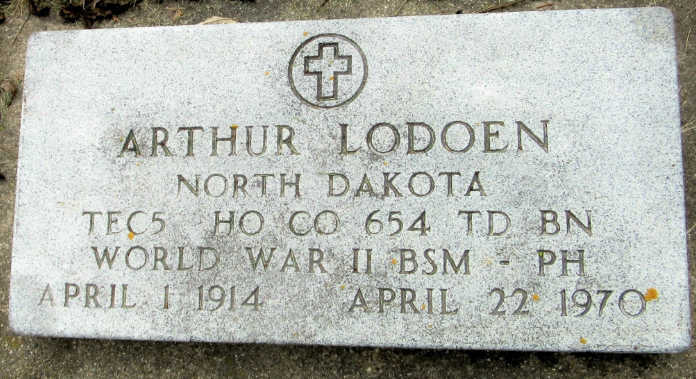 ARTHUR LODOEN
NORTH DAKOTA
TEC5 HQ CO 654 TD BN
WORLD WAR II BSM - PH
APRIL 1 1914 APRIL 22 1970